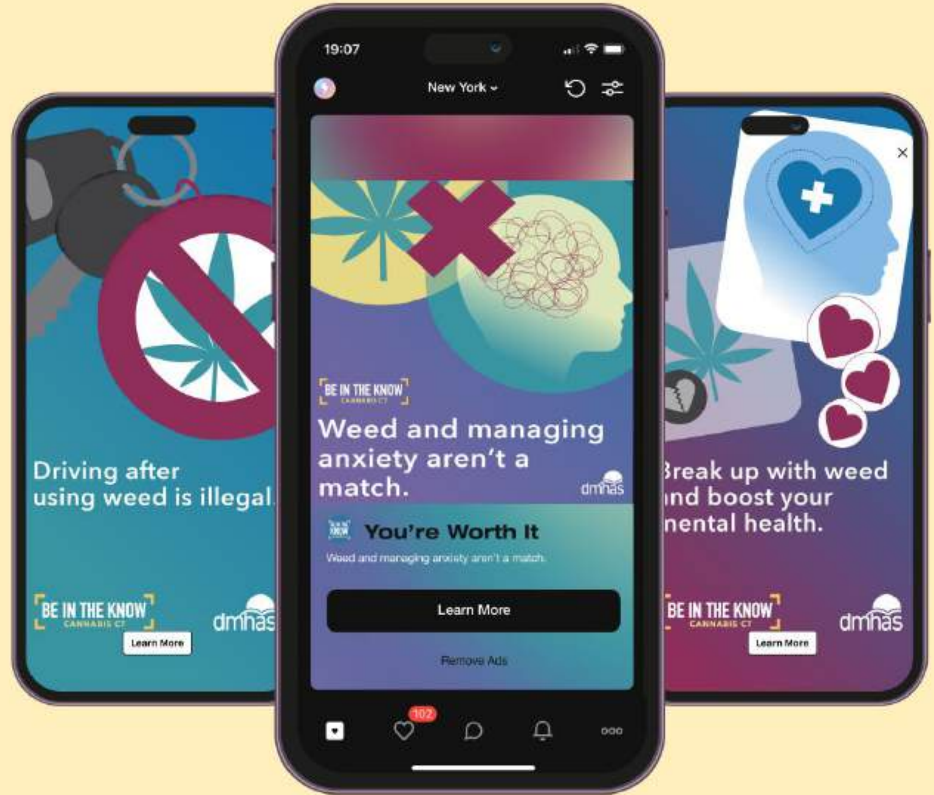 Driving after
using weed is illegal.
BE IN THE KNOW
CANNABIS CT
dmhas
Learn More
19:07
New York
BE IN THE KNOW
CANNABIS CT
Weed and managing
anxiety aren't a
match.
dmhas
You're Worth It
Weed and managing anxiety aren't a match.
Learn More
Remove Ads
102
Break up with weed
and boost your
mental health.
BE IN THE KNOW
CANNABIS CT
dmhas
Learn More